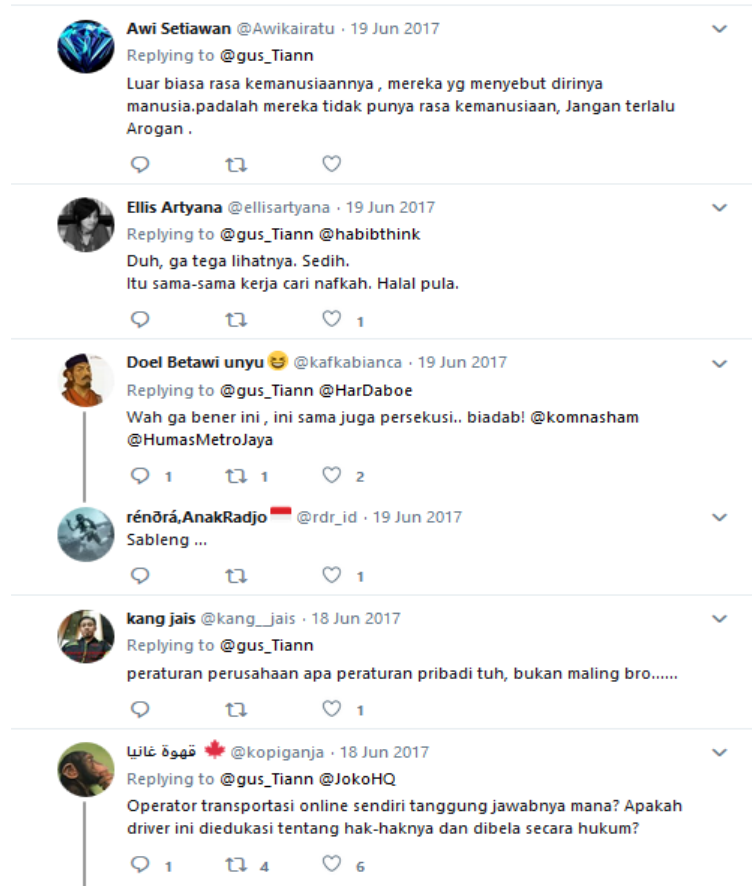 Awi Setiawan @Awikairatu · 19 Jun 2017
Replying to @gus_Tiann
Luar biasa rasa kemanusiaannya , mereka yg menyebut dirinya
manusia.padalah mereka tidak punya rasa kemanusiaan, Jangan terlalu
Arogan .
Ellis Artyana @ellisartyana · 19 Jun 2017
Replying to @gus_Tiann @habibthink
Duh, ga tega lihatnya. Sedih.
Itu sama-sama kerja cari nafkah. Halal pula.
1
Doel Betawi unyu 😆 @kafkabianca · 19 Jun 2017
Replying to @gus_Tiann @HarDaboe
Wah ga bener ini , ini sama juga persekusi.. biadab! @komnasham
@HumasMetroJaya
1 1 2
rénðrá,AnakRadjo 🇮🇩 @rdr_id · 19 Jun 2017
Sableng ...
1
kang jais @kang__jais · 18 Jun 2017
Replying to @gus_Tiann
peraturan perusahaan apa peraturan pribadi tuh, bukan maling bro......
1
قهوة غانيا 🍁 @kopiganja · 18 Jun 2017
Replying to @gus_Tiann @JokoHQ
Operator transportasi online sendiri tanggung jawabnya mana? Apakah
driver ini diedukasi tentang hak-haknya dan dibela secara hukum?
1 4 6